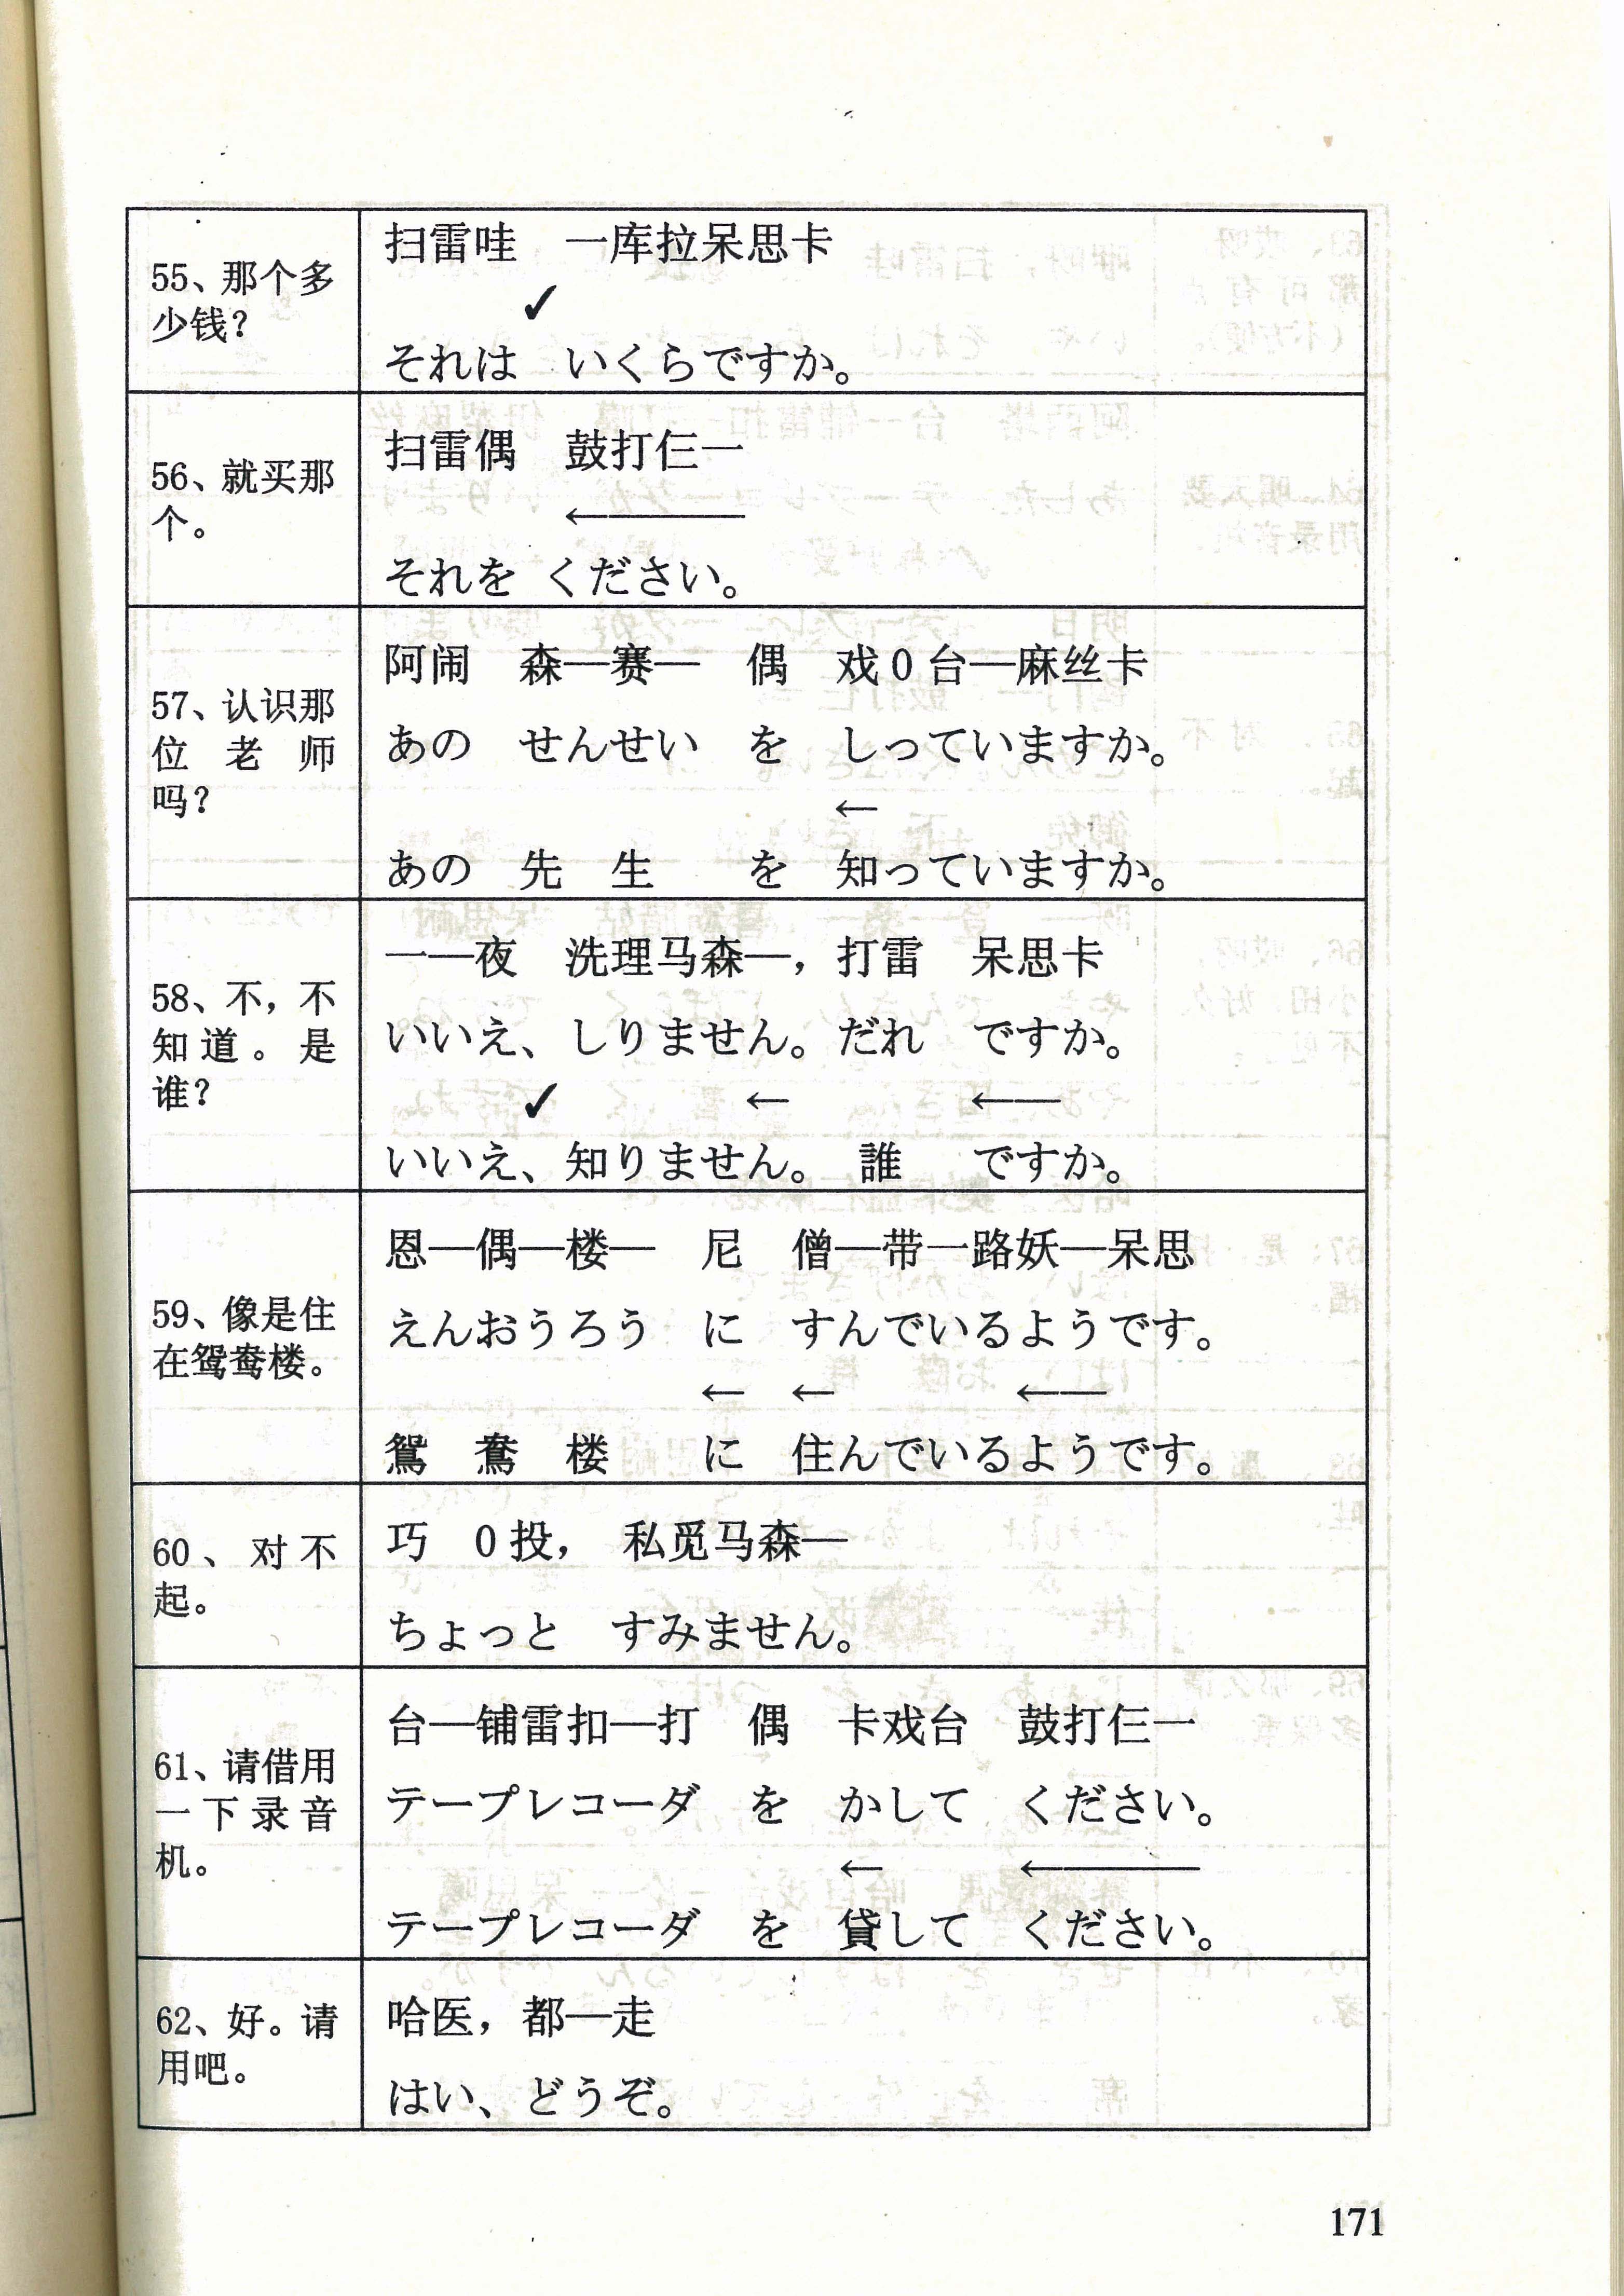 55、那个多
少钱?
扫雷哇　一库拉呆思卡
✓
それは　いくらですか。
56、就买那
个。
扫雷偶　鼓打仨一
←
それを　ください。
57、认识那
位老师
吗?
阿闹　森—赛—　偶　戏0台—麻丝卡
あの　せんせい　を　しっていますか。
←
あの　先　生　を　知っていますか。
58、不，不
知道。是
谁?
一—夜　洗理马森—，打雷　呆思卡
いいえ、しりません。だれ　ですか。
✓　←　←
いいえ、知りません。誰　ですか。
59、像是住
在鸳鸯楼。
恩—偶—楼—　尼　僧—带一路妖—呆思
えんおうろう　に　すんでいるようです。
←　←　←
鴛　鴦　楼　に　住んでいるようです。
60、对不
起。
巧　0投，　私觅马森—
ちょっと　すみません。
61、请借用
一下录音
机。
台—铺雷扣—打　偶　卡戏台　鼓打仨一
テープレコーダ　を　かして　ください。
←　←
テープレコーダ　を　貸して　ください。
62、好。请
用吧。
哈医，都—走
はい、どうぞ。
171